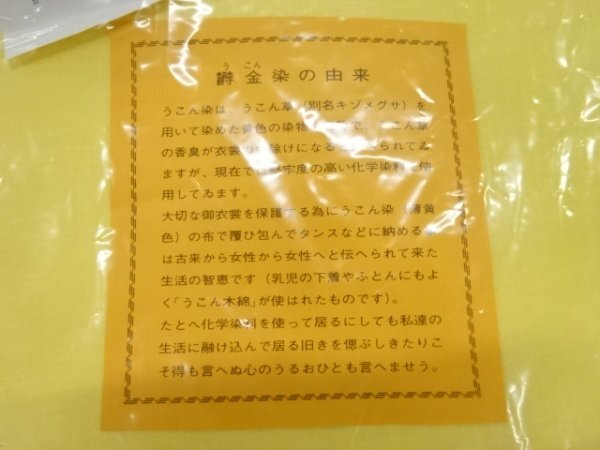 うこん
鬱金染の由来
うこん染は、うこん草(別名キゾメグサ)を
用いて染めた黄色の染物で、うこん草
の香臭が衣裳の除けになるとられてゐ
ますが、現在で堅牢度の高い化学染料を使
用してゐます。
大切な御衣裳を保護する為にうこん染(薄黄
色)の布で覆ひ包んでタンスなどに納める
は古来から女性から女性へと伝へられて来た
生活の智恵です(乳児の下着やふとんにもよ
く「うこん木綿」が使はれたものです)。
たとへ化学染料を使って居るにしても私達の
生活に融け込んで居る旧きを偲ぶしきたりこ
そ得も言へぬ心のうるおひとも言へませう。